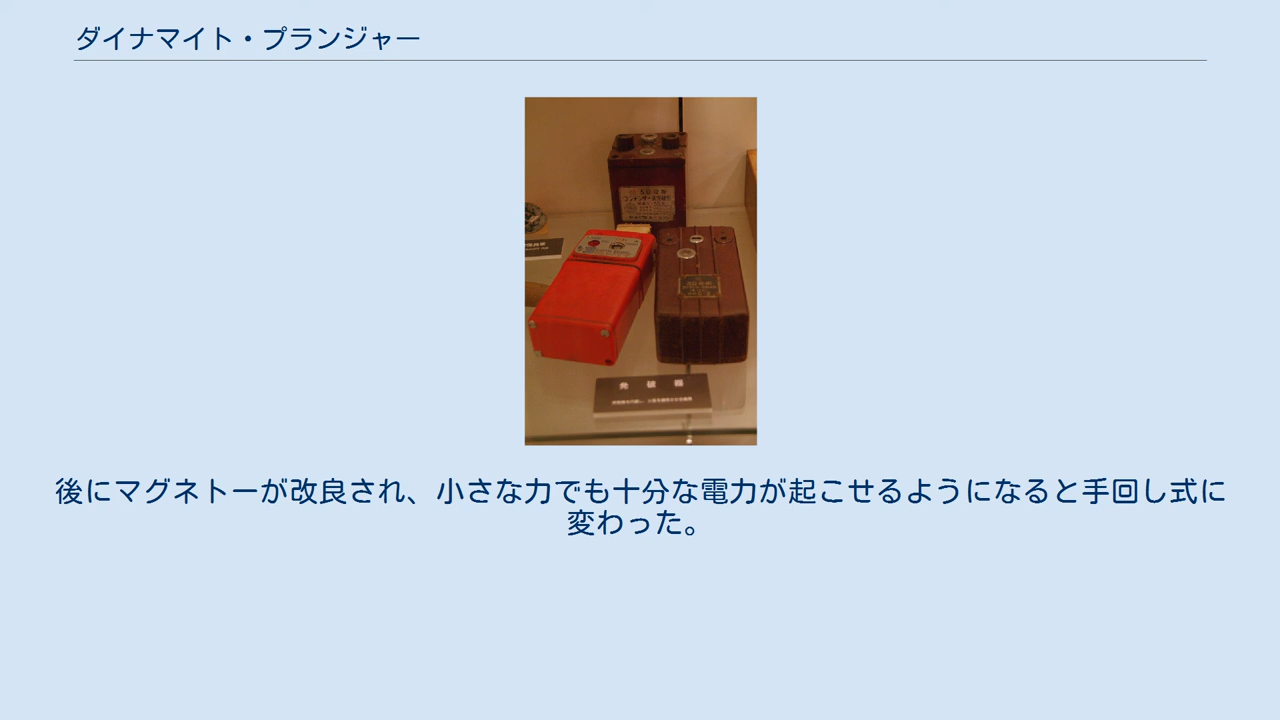 ダイナマイト・プランジャー
発破器
後にマグネトーが改良され、小さな力でも十分な電力が起こせるようになると手回し式に
変わった。